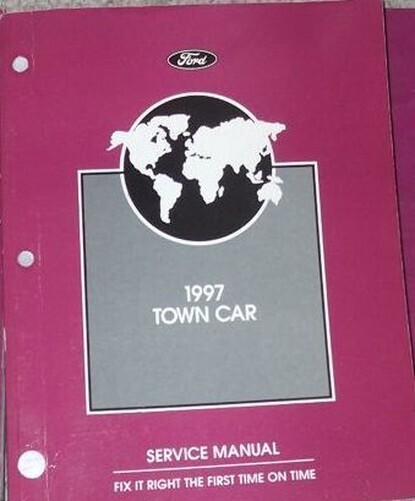 Ford
1997
TOWN CAR
SERVICE MANUAL
FIX IT RIGHT THE FIRST TIME ON TIME